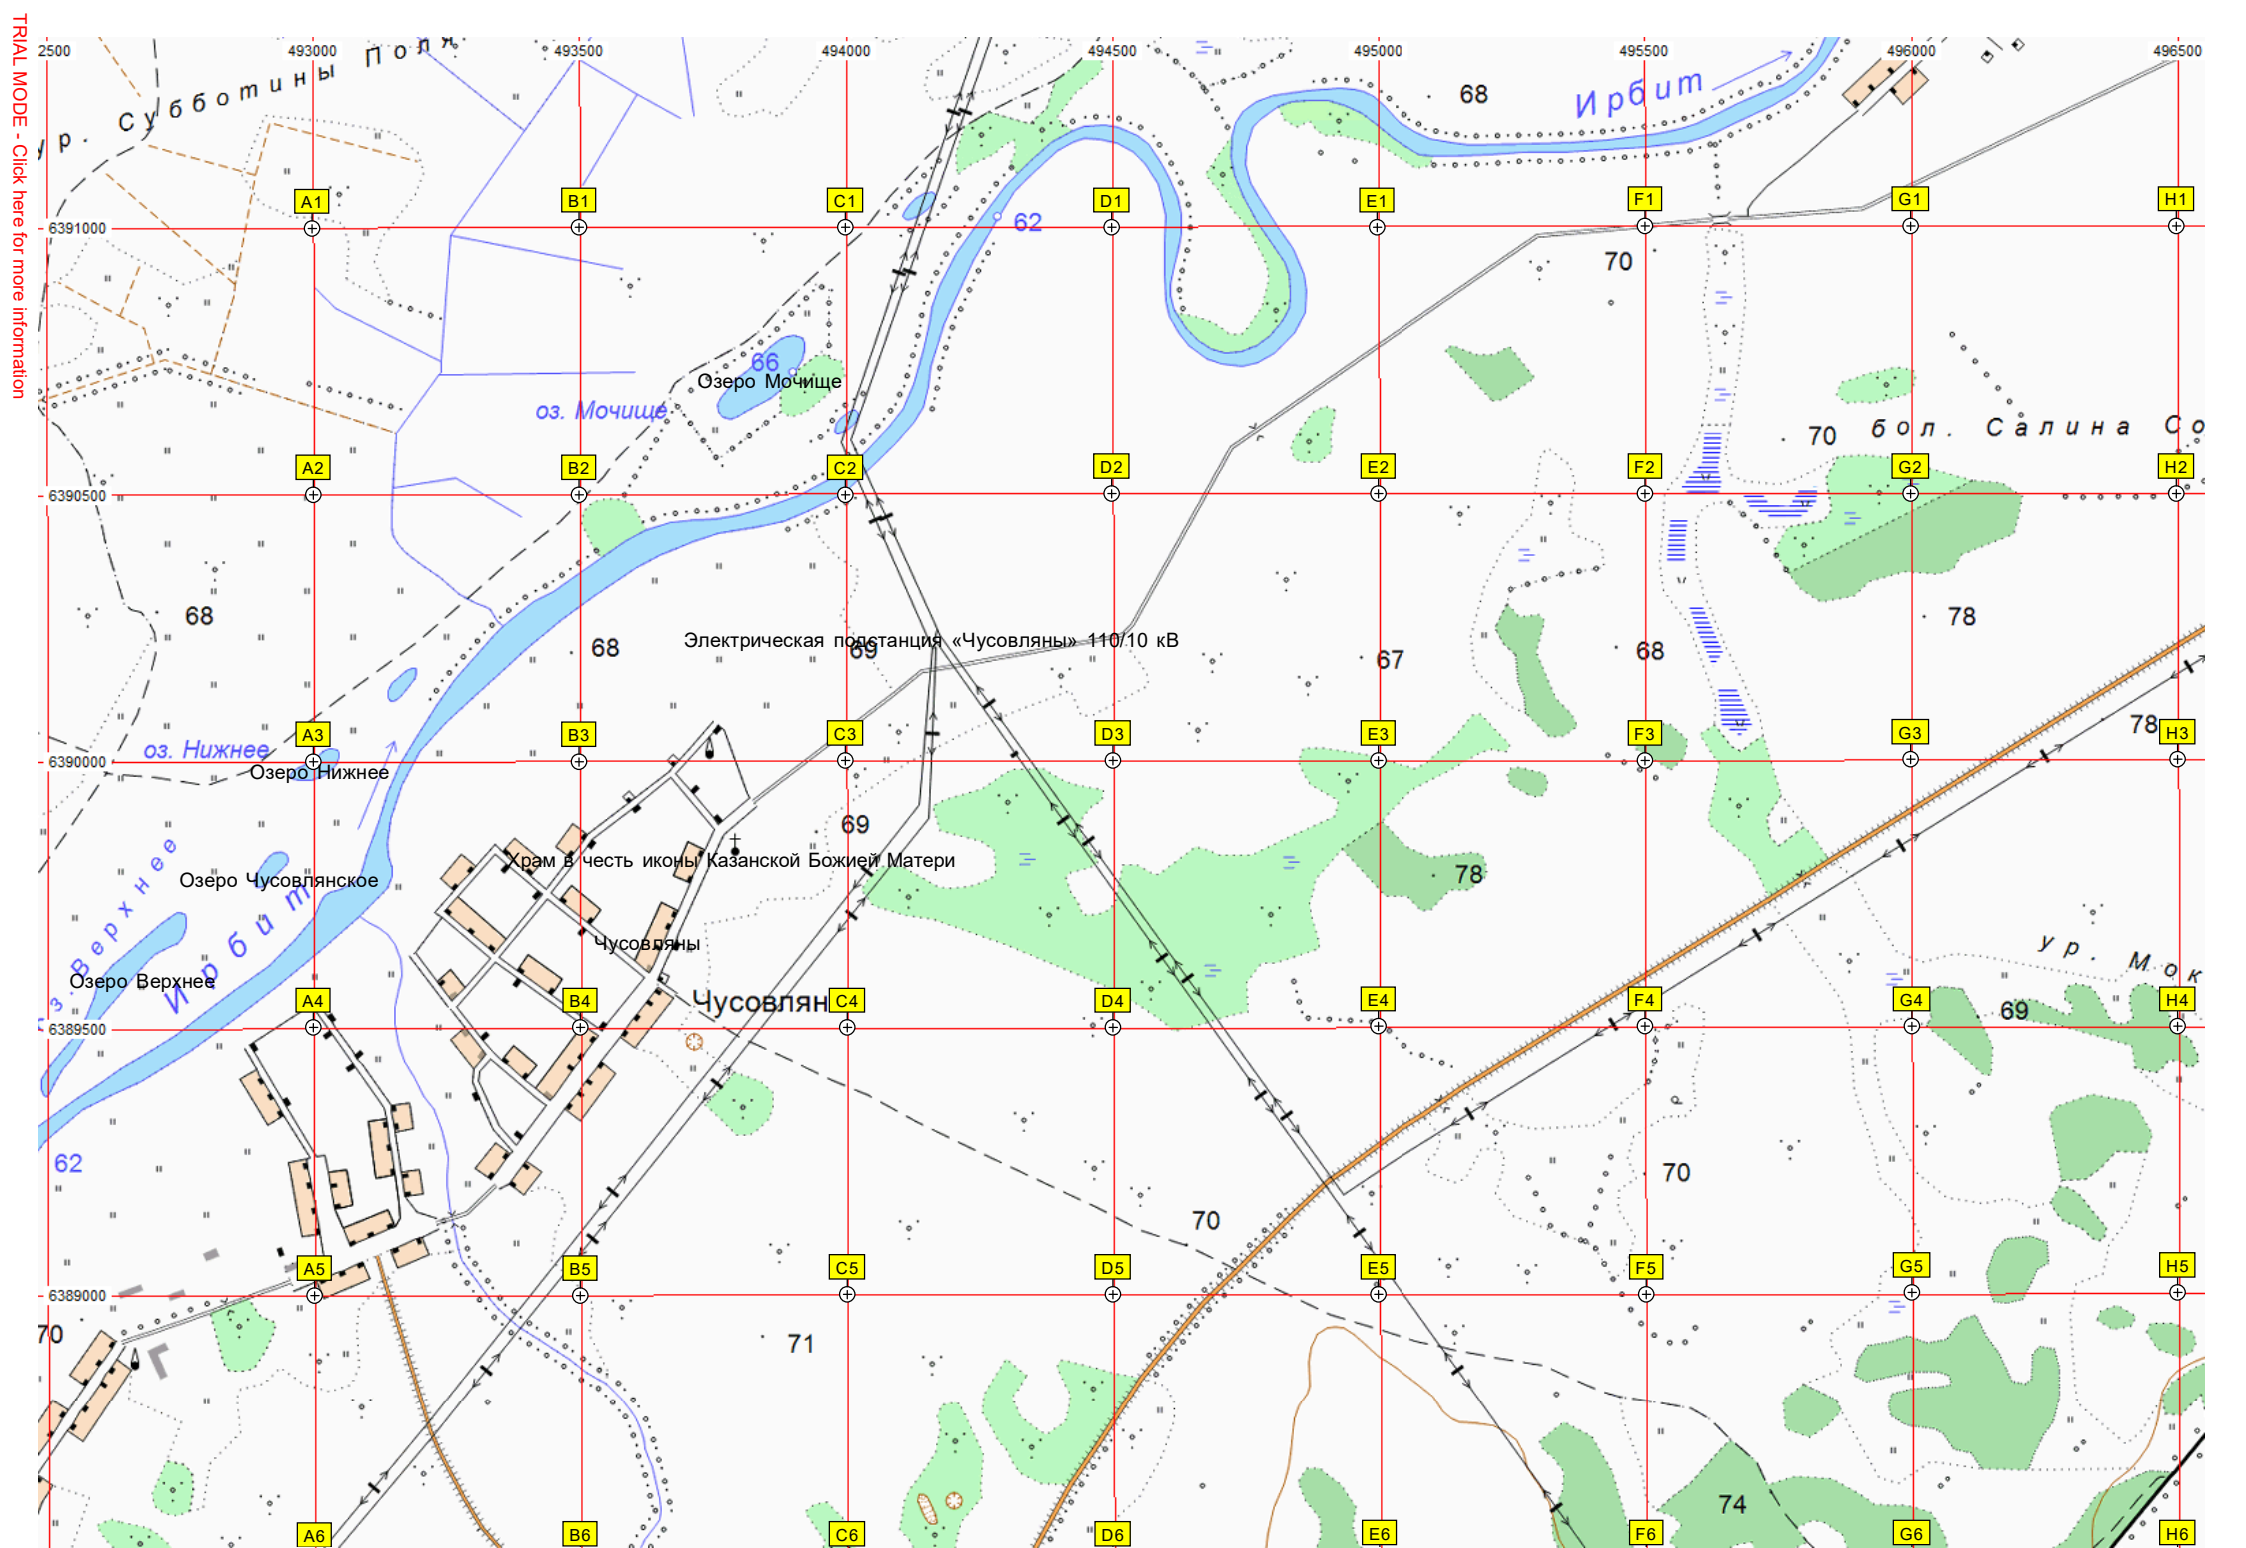 TRIAL MODE - Click here for more information
2500 493000 493500 494000 494500 495000 495500 496000 496500
ур. Субботины Поля
68
Ирбит
A1 B1 C1 D1 E1 F1 G1 H1
62
6391000
70
66
Озеро Мочище
оз. Мочище
70
бол. Салина Со
A2 B2 C2 D2 E2 F2 G2 H2
6390500
68
78
68
Электрическая подстанция «Чусовляны» 110/10 кВ
69
67
68
78
A3 B3 C3 D3 E3 F3 G3 H3
оз. Нижнее
6390000
Озеро Нижнее
69
Храм в честь иконы Казанской Божией Матери
78
Озеро Чусовлянское
оз. Верхнее
Ирбит
Чусовляны
ур. Мок
Озеро Верхнее
Чусовлян
69
A4 B4 C4 D4 E4 F4 G4 H4
6389500
62
70
70
A5 B5 C5 D5 E5 F5 G5 H5
6389000
70
71
74
A6 B6 C6 D6 E6 F6 G6 H6